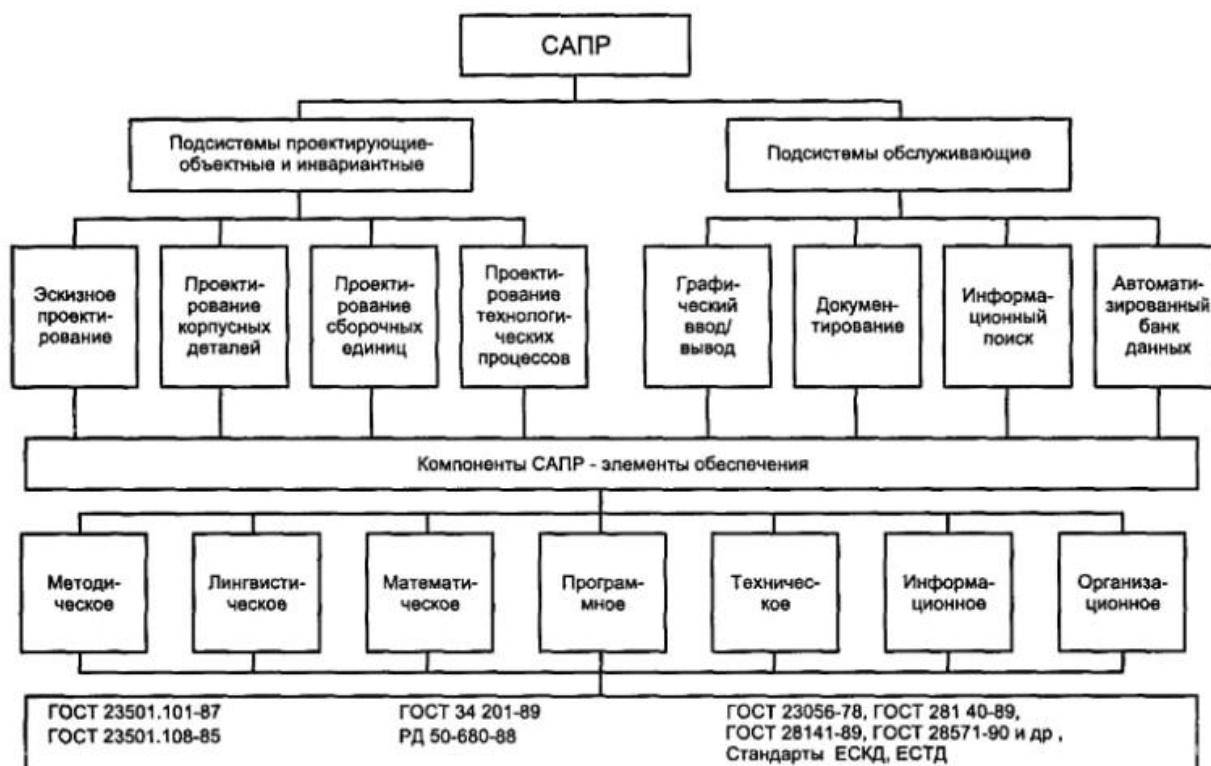 САПР
Подсистемы проектирующие-
объектные и инвариантные
Подсистемы обслуживающие
Эскизное
проекти-
рование
Проекти-
рование
корпусных
деталей
Проекти-
рование
сборочных
единиц
Проекти-
рование
технологи-
ческих
процессов
Графи-
ческий
ввод/
вывод
Докумен-
тирование
Информа-
ционный
поиск
Автомати-
зированный
банк
данных
Компоненты САПР - элементы обеспечения
Методи-
ческое
Лингвисти-
ческое
Математи-
ческое
Програм-
мное
Техничес-
кое
Информа-
ционное
Организа-
ционное
ГОСТ 23501.101-87
ГОСТ 23501.108-85
ГОСТ 34 201-89
РД 50-680-88
ГОСТ 23056-78, ГОСТ 281 40-89,
ГОСТ 28141-89, ГОСТ 28571-90 и др ,
Стандарты ЕСКД, ЕСТД